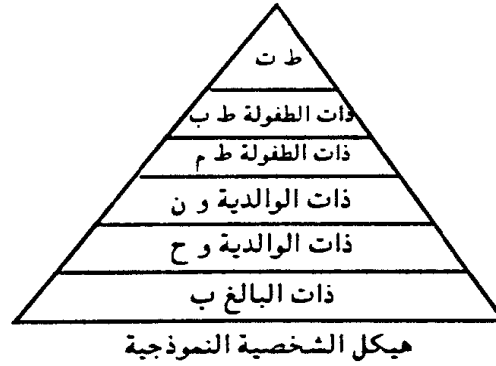 ط ت
ذات الطفولة ط ب
ذات الطفولة ط م
ذات الوالدية و ن
ذات الوالدية و ح
ذات البالغ ب
هيكل الشخصية النموذجية